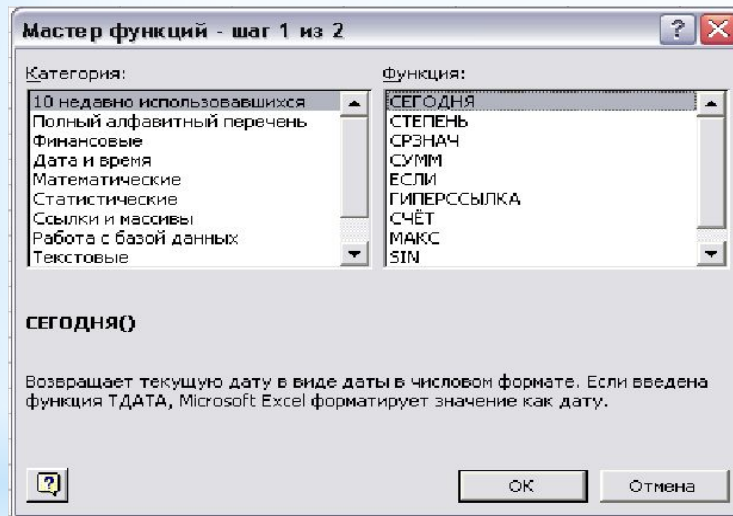 Мастер функций - шаг 1 из 2
Категория:
10 недавно использовавшихся
Полный алфавитный перечень
Финансовые
Дата и время
Математические
Статистические
Ссылки и массивы
Работа с базой данных
Текстовые
Функция:
СЕГОДНЯ
СТЕПЕНЬ
СРЗНАЧ
СУММ
ЕСЛИ
ГИПЕРССЫЛКА
СЧЁТ
МАКС
SIN
СЕГОДНЯ()
Возвращает текущую дату в виде даты в числовом формате. Если введена
функция ТДАТА, Microsoft Excel форматирует значение как дату.
ОК
Отмена